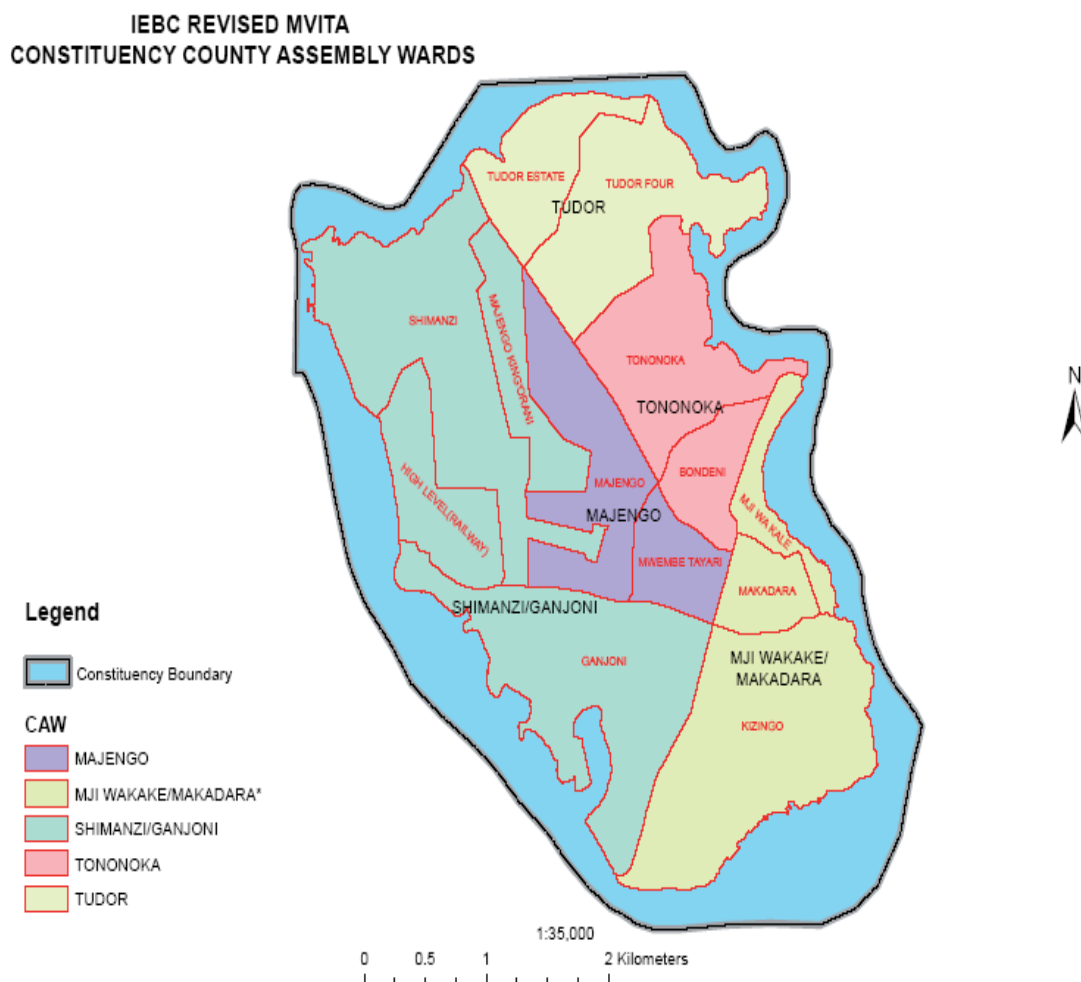 IEBC REVISED MVITA
CONSTITUENCY COUNTY ASSEMBLY WARDS
TUDOR ESTATE
TUDOR FOUR
TUDOR
SHIMANZI
MAJENGO KING'ORANI
TONONOKA
TONONOKA
N
HIGH LEVEL(RAILWAY)
MAJENGO
BONDENI
MAJENGO
MJI WA KALE
MWEMBE TAYARI
MAKADARA
SHIMANZI/GANJONI
GANJONI
MJI WAKAKE/
MAKADARA
KIZINGO
Legend
Constituency Boundary
CAW
MAJENGO
MJI WAKAKE/MAKADARA*
SHIMANZI/GANJONI
TONONOKA
TUDOR
1:35,000
0 0.5 1 2 Kilometers